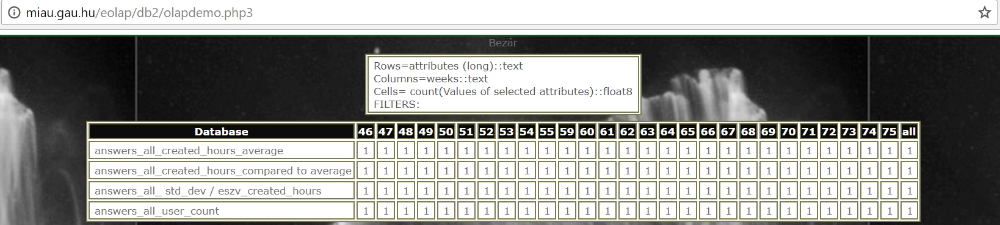 miau.gau.hu/eolap/db2/olapdemo.php3
Bezár
Rows=attributes (long)::text
Columns=weeks::text
Cells= count(Values of selected attributes)::float8
FILTERS:
Database 46 47 48 49 50 51 52 53 54 55 59 60 61 62 63 64 65 66 67 68 69 70 71 72 73 74 75 all
answers_all_created_hours_average 1 1 1 1 1 1 1 1 1 1 1 1 1 1 1 1 1 1 1 1 1 1 1 1 1 1 1 1
answers_all_created_hours_compared to average 1 1 1 1 1 1 1 1 1 1 1 1 1 1 1 1 1 1 1 1 1 1 1 1 1 1 1 1
answers_all_ std_dev / eszv_created_hours 1 1 1 1 1 1 1 1 1 1 1 1 1 1 1 1 1 1 1 1 1 1 1 1 1 1 1 1
answers_all_user_count 1 1 1 1 1 1 1 1 1 1 1 1 1 1 1 1 1 1 1 1 1 1 1 1 1 1 1 1